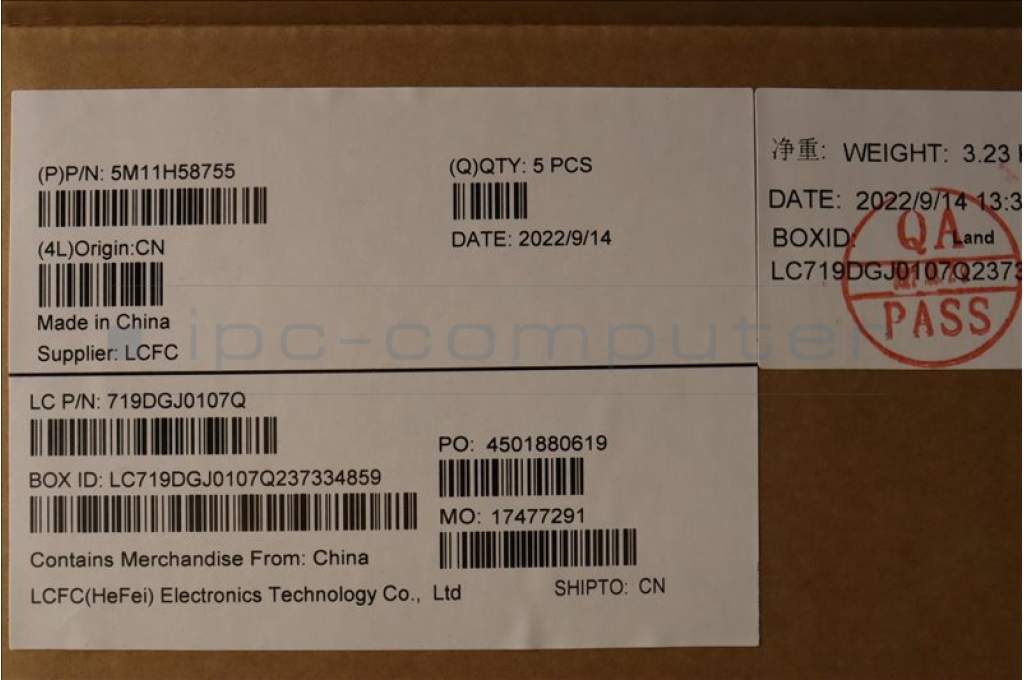 (P)P/N: 5M11H58755
(Q)QTY: 5 PCS
(4L)Origin:CN
DATE: 2022/9/14
Made in China
Supplier: LCFC
LC P/N: 719DGJ0107Q
PO: 4501880619
BOX ID: LC719DGJ0107Q237334859
MO: 17477291
Contains Merchandise From: China
LCFC(HeFei) Electronics Technology Co., Ltd
SHIPTO: CN
净重: WEIGHT: 3.23
DATE: 2022/9/14 13:3
BOXID: Land
LC719DGJ0107Q2373
QA
PASS
ipc-computer